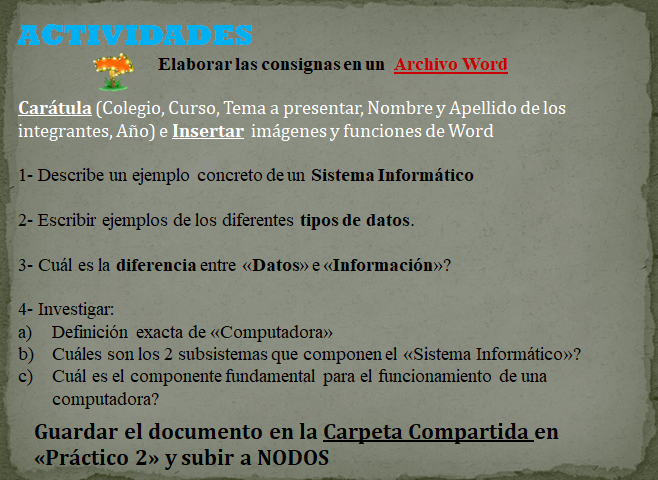 ACTIVIDADES
Elaborar las consignas en un Archivo Word
Carátula (Colegio, Curso, Tema a presentar, Nombre y Apellido de los
integrantes, Año) e Insertar imágenes y funciones de Word
1- Describe un ejemplo concreto de un Sistema Informático
2- Escribir ejemplos de los diferentes tipos de datos.
3- Cuál es la diferencia entre «Datos» e «Información»?
4- Investigar:
a) Definición exacta de «Computadora»
b) Cuáles son los 2 subsistemas que componen el «Sistema Informático»?
c) Cuál es el componente fundamental para el funcionamiento de una
computadora?
Guardar el documento en la Carpeta Compartida en
«Práctico 2» y subir a NODOS